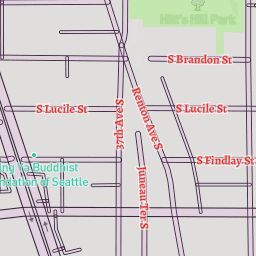 Hitt's Hill Park
S Brandon St
S Lucile St
S Lucile St
37th Ave S
Renton Ave S
S Findlay St
Juneau Ter S
Buddhist
of Seattle